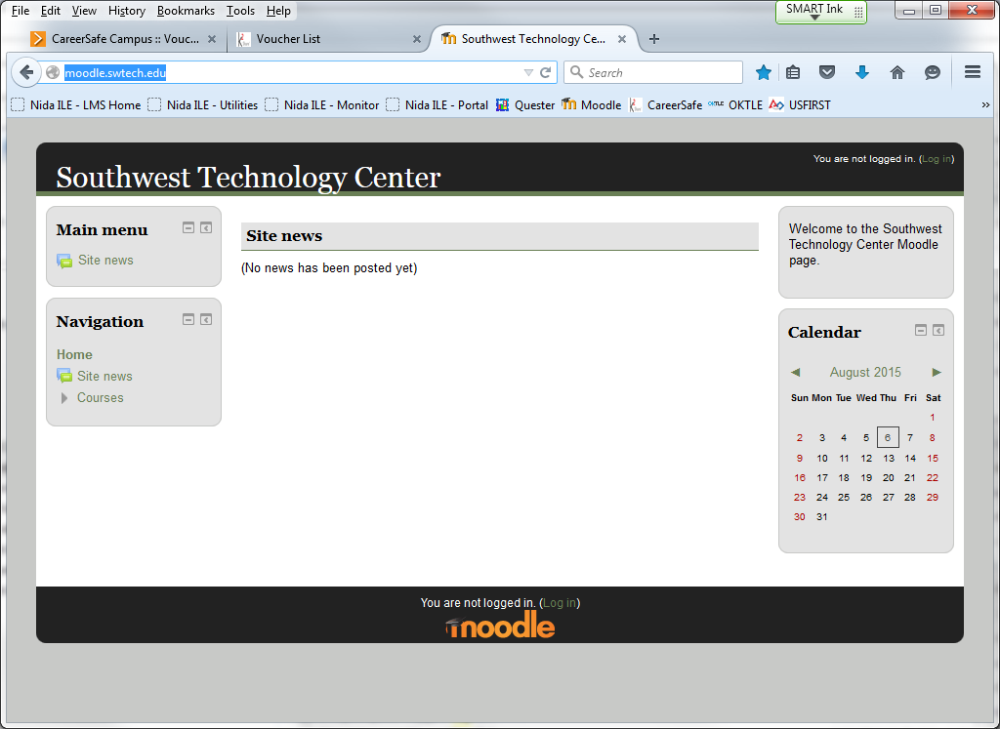 File Edit View History Bookmarks Tools Help
SMART Ink
CareerSafe Campus :: Vouc...
Voucher List
Southwest Technology Ce...
moodle.swtech.edu
Search
Nida ILE - LMS Home
Nida ILE - Utilities
Nida ILE - Monitor
Nida ILE - Portal
Quester
Moodle
CareerSafe
OKTLE
OKTLE
USFIRST
You are not logged in. (Log in)
Southwest Technology Center
Main menu
Site news
Navigation
Home
Site news
Courses
Site news
(No news has been posted yet)
Welcome to the Southwest
Technology Center Moodle
page.
Calendar
◄ August 2015 ►
Sun Mon Tue Wed Thu Fri Sat
1
2 3 4 5 6 7 8
9 10 11 12 13 14 15
16 17 18 19 20 21 22
23 24 25 26 27 28 29
30 31
You are not logged in. (Log in)
moodle